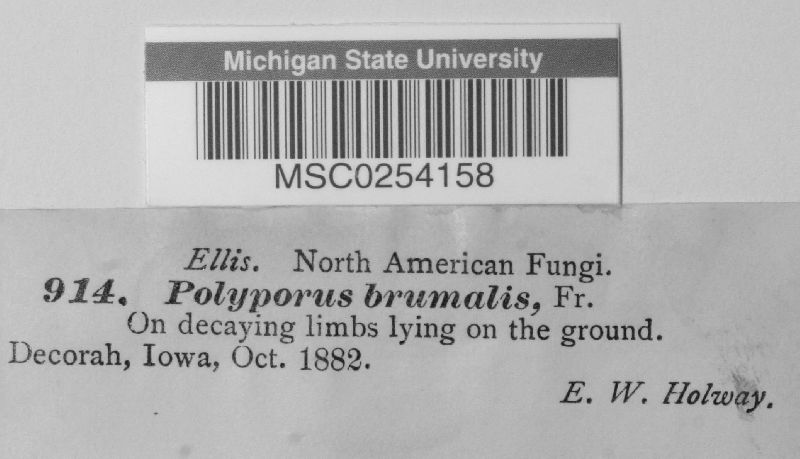 Michigan State University
MSC0254158
Ellis. North American Fungi.
914. Polyporus brumalis, Fr.
On decaying limbs lying on the ground.
Decorah, Iowa, Oct. 1882.
E. W. Holway.